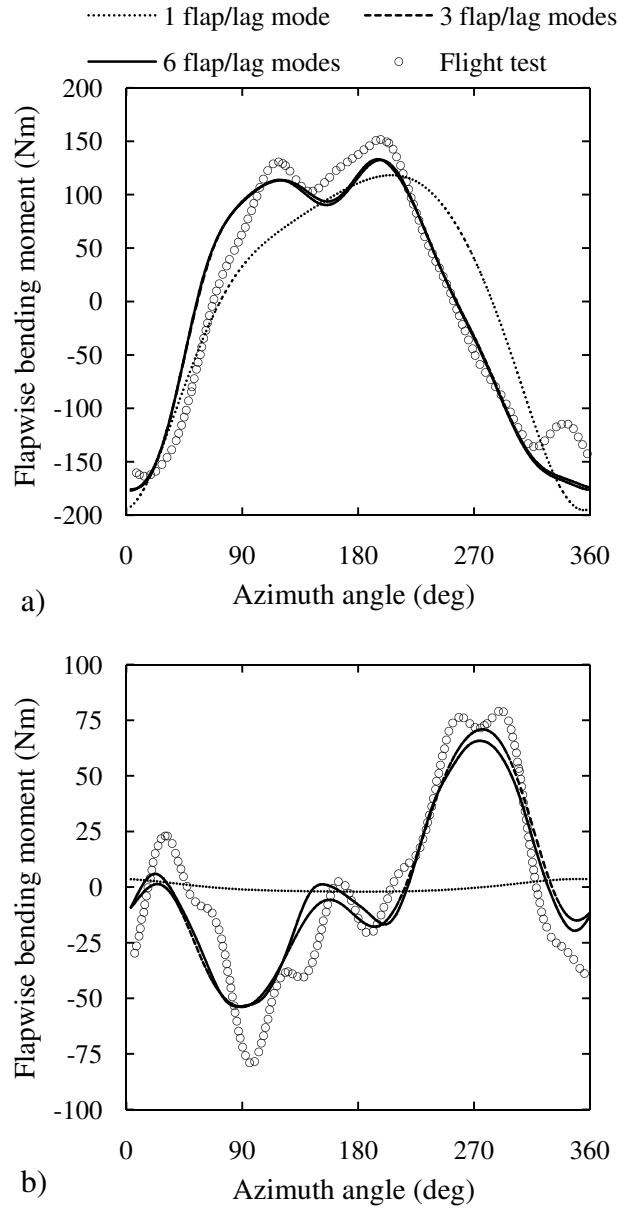 1 flap/lag mode
3 flap/lag modes
6 flap/lag modes
Flight test
Flapwise bending moment (Nm)
200
150
100
50
0
-50
-100
-150
-200
0
90
180
270
360
Azimuth angle (deg)
a)
Flapwise bending moment (Nm)
100
75
50
25
0
-25
-50
-75
-100
0
90
180
270
360
Azimuth angle (deg)
b)